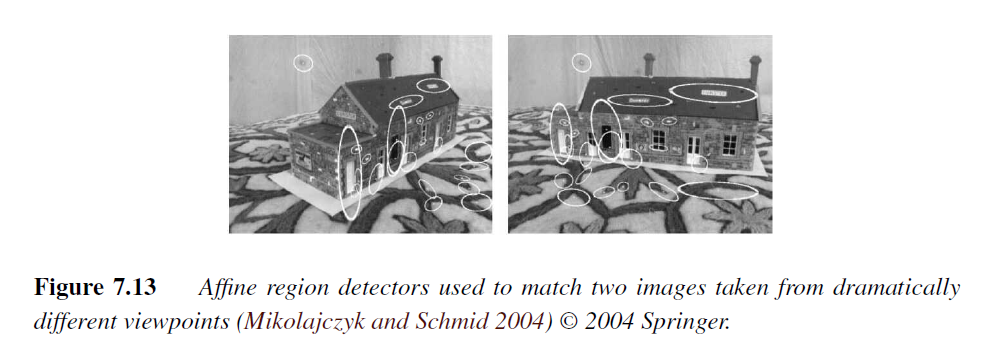 Figure 7.13 Affine region detectors used to match two images taken from dramatically
different viewpoints (Mikolajczyk and Schmid 2004) © 2004 Springer.